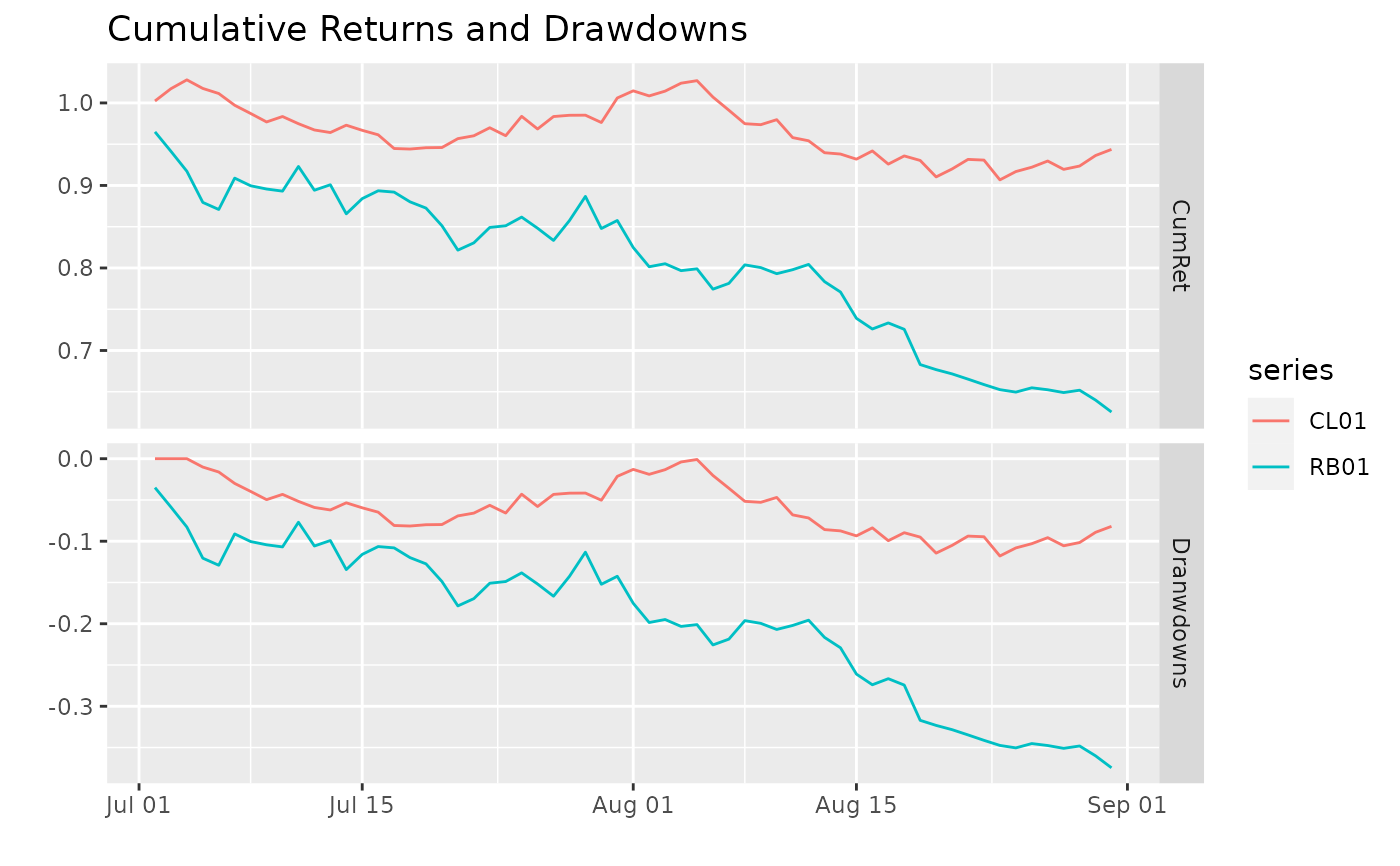 Cumulative Returns and Drawdowns
1.0
0.9
0.8
0.7
CumRet
0.0
-0.1
-0.2
-0.3
Dranwdowns
Jul 01
Jul 15
Aug 01
Aug 15
Sep 01
series
CL01
RB01